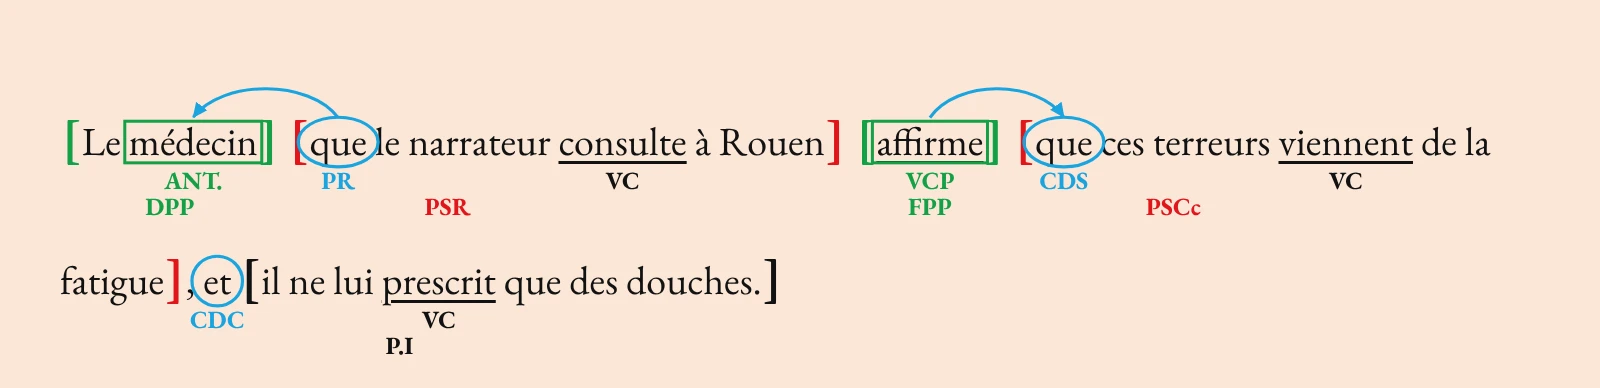 [Le médecin] [que le narrateur consulte à Rouen] [affirme] [que ces terreurs viennent de la
ANT. PR VC VCP CDS VC
DPP PSR FPP PSCc
fatigue], et [il ne lui prescrit que des douches.]
CDC VC
P.I